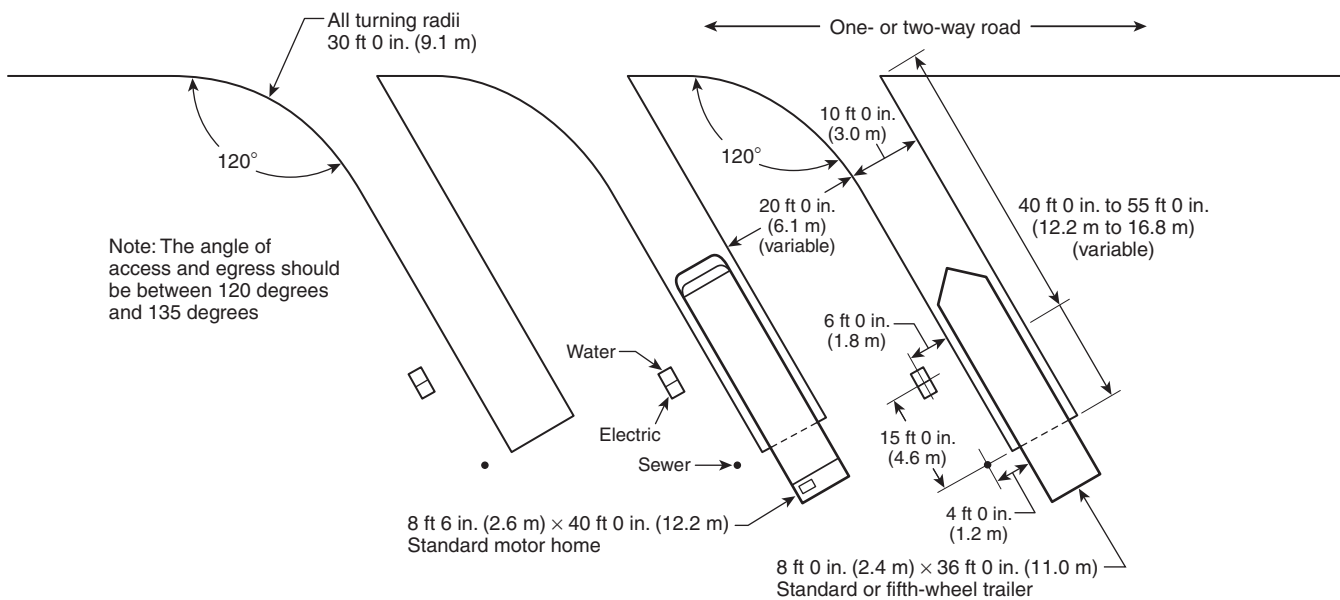 All turning radii
30 ft 0 in. (9.1 m)
One- or two-way road
120°
120°
10 ft 0 in.
(3.0 m)
20 ft 0 in.
(6.1 m)
(variable)
40 ft 0 in. to 55 ft 0 in.
(12.2 m to 16.8 m)
(variable)
Note: The angle of
access and egress should
be between 120 degrees
and 135 degrees
6 ft 0 in.
(1.8 m)
Water
Electric
Sewer
15 ft 0 in.
(4.6 m)
4 ft 0 in.
(1.2 m)
8 ft 6 in. (2.6 m) × 40 ft 0 in. (12.2 m)
Standard motor home
8 ft 0 in. (2.4 m) × 36 ft 0 in. (11.0 m)
Standard or fifth-wheel trailer